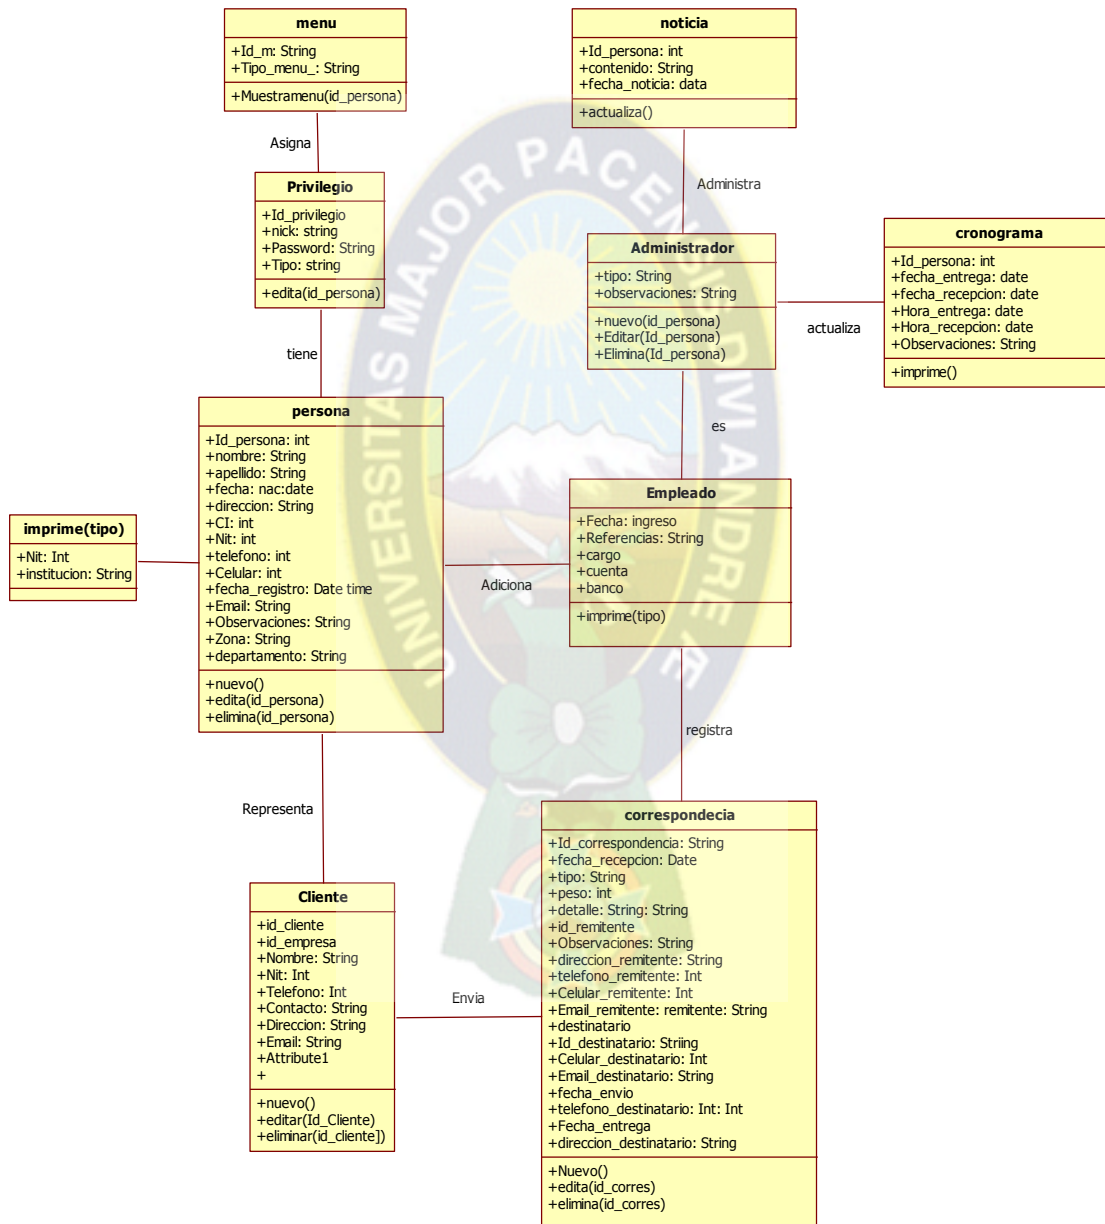 menu
+Id_m: String
+Tipo_menu_: String
+Muestramenu(id_persona)
noticia
+Id_persona: int
+contenido: String
+fecha_noticia: data
+actualiza()
Asigna
Administra
Privilegio
+Id_privilegio
+nick: string
+Password: String
+Tipo: string
+edita(id_persona)
Administrador
+tipo: String
+observaciones: String
+nuevo(id_persona)
+Editar(Id_persona)
+Elimina(Id_persona)
actualiza
cronograma
+Id_persona: int
+fecha_entrega: date
+fecha_recepcion: date
+Hora_entrega: date
+Hora_recepcion: date
+Observaciones: String
+imprime()
tiene
es
persona
+Id_persona: int
+nombre: String
+apellido: String
+fecha: nac:date
+direccion: String
+CI: int
+Nit: int
+telefono: int
+Celular: int
+fecha_registro: Date time
+Email: String
+Observaciones: String
+Zona: String
+departamento: String
+nuevo()
+edita(id_persona)
+elimina(id_persona)
imprime(tipo)
+Nit: Int
+institucion: String
Adiciona
Empleado
+Fecha: ingreso
+Referencias: String
+cargo
+cuenta
+banco
+imprime(tipo)
registra
Representa
Cliente
+id_cliente
+id_empresa
+Nombre: String
+Nit: Int
+Telefono: Int
+Contacto: String
+Direccion: String
+Email: String
+Attribute1
+
+nuevo()
+editar(Id_Cliente)
+eliminar(id_cliente])
Envia
correspondecia
+Id_correspondencia: String
+fecha_recepcion: Date
+tipo: String
+peso: int
+detalle: String: String
+id_remitente
+Observaciones: String
+direccion_remitente: String
+telefono_remitente: Int
+Celular_remitente: Int
+Email_remitente: remitente: String
+destinatario
+Id_destinatario: Striing
+Celular_destinatario: Int
+Email_destinatario: String
+fecha_envio
+telefono_destinatario: Int: Int
+Fecha_entrega
+direccion_destinatario: String
+Nuevo()
+edita(id_corres)
+elimina(id_corres)
UNIVERSITAS MAJOR PACENSIS DIVI ANDRE Æ